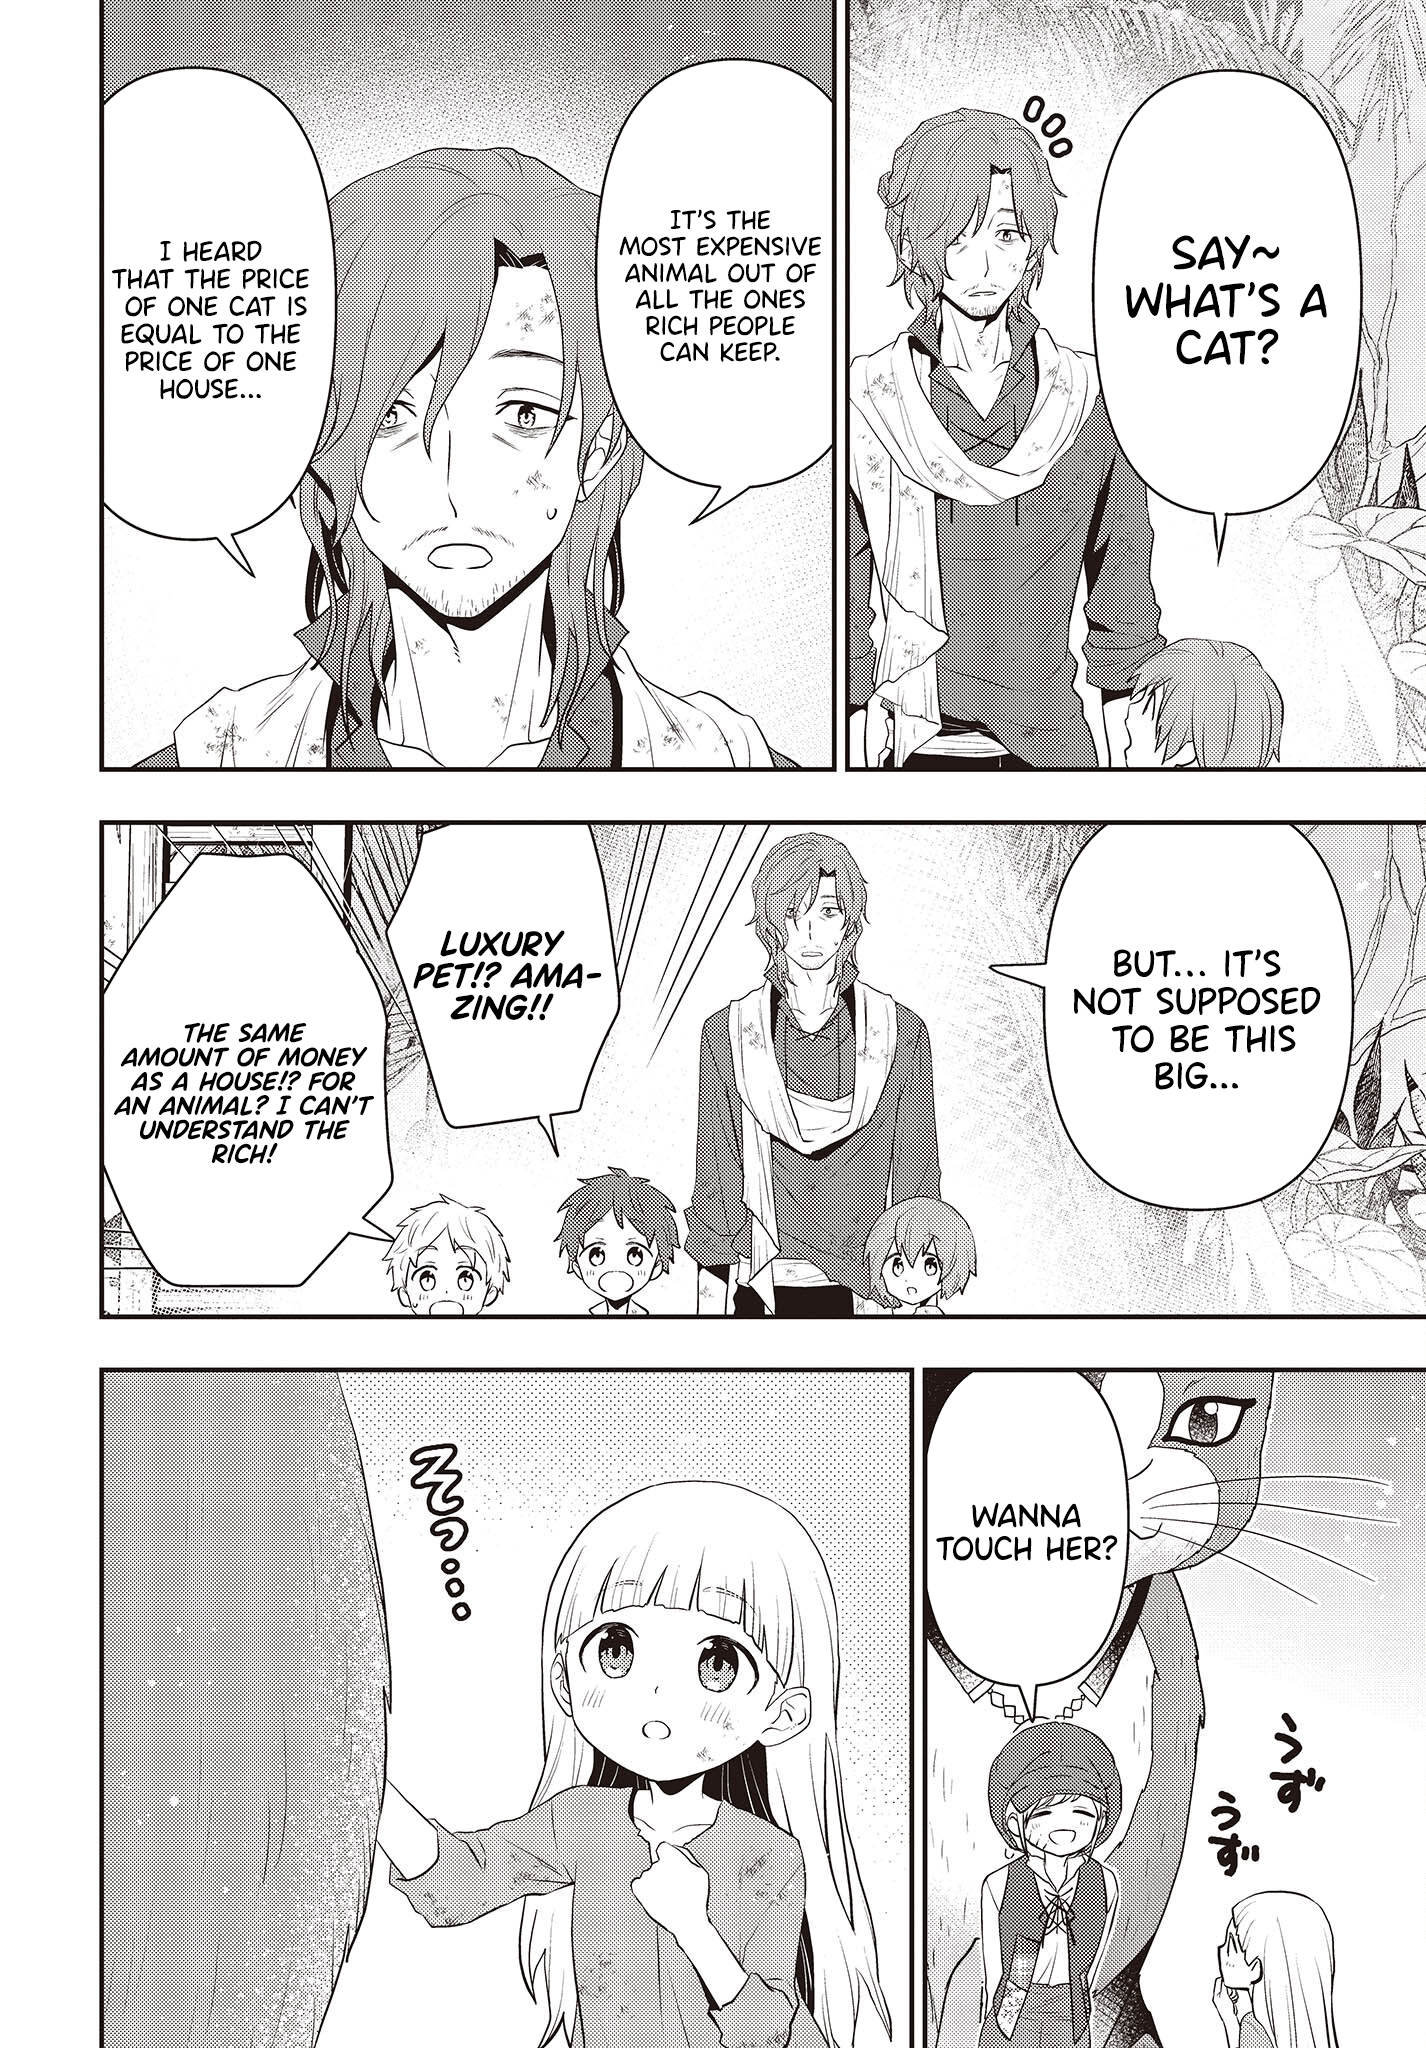 SAY~
WHAT'S A
CAT?
IT'S THE
MOST EXPENSIVE
ANIMAL OUT OF
ALL THE ONES
RICH PEOPLE
CAN KEEP.
I HEARD
THAT THE PRICE
OF ONE CAT IS
EQUAL TO THE
PRICE OF ONE
HOUSE...
BUT... IT'S
NOT SUPPOSED
TO BE THIS
BIG...
LUXURY
PET!? AMA-
ZING!!
THE SAME
AMOUNT OF MONEY
AS A HOUSE!? FOR
AN ANIMAL? I CAN'T
UNDERSTAND THE
RICH!
WANNA
TOUCH HER?
うず
うず
そっ…